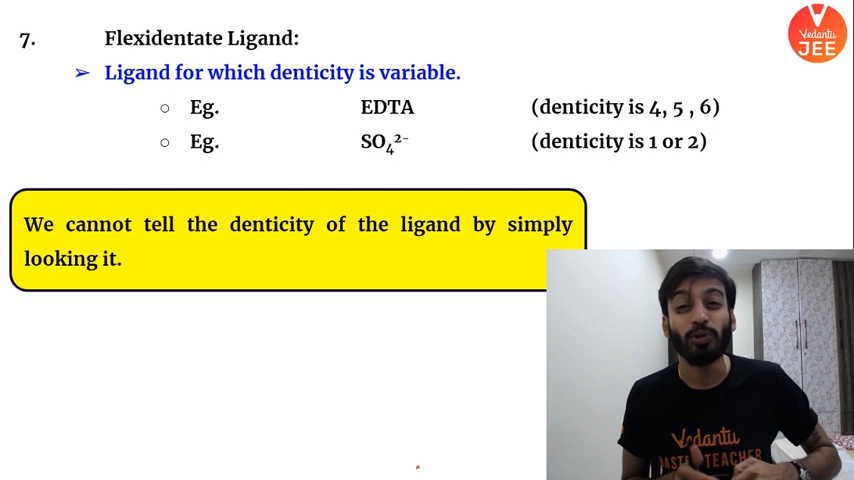 7. Flexidentate Ligand:
➢ Ligand for which denticity is variable.
○ Eg. EDTA (denticity is 4, 5 , 6)
○ Eg. SO₄²⁻ (denticity is 1 or 2)
We cannot tell the denticity of the ligand by simply
looking it.
Vedantu
JEE
Vedantu
MASTER TEACHER